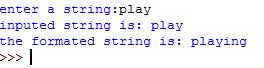 enter a string:play
inputed string is: play
the formated string is: playing
>>>